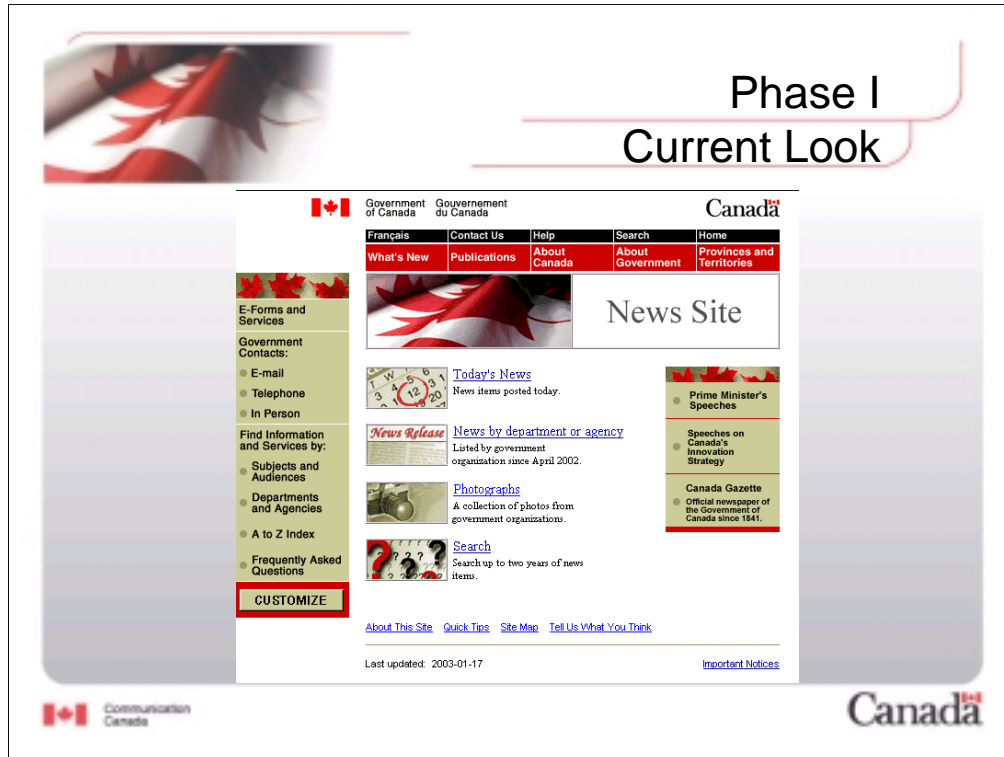 Phase I
Current Look
Government of Canada
Gouvernement du Canada
Canada
Français Contact Us Help Search Home
What's New Publications About Canada About Government Provinces and Territories
News Site
E-Forms and
Services
Government
Contacts:
E-mail
Telephone
In Person
Find Information
and Services by:
Subjects and
Audiences
Departments
and Agencies
A to Z Index
Frequently Asked
Questions
CUSTOMIZE
Today's News
News items posted today.
News Release
News by department or agency
Listed by government
organization since April 2002.
Photographs
A collection of photos from
government organizations.
Search
Search up to two years of news
items.
Prime Minister's
Speeches
Speeches on
Canada's
Innovation
Strategy
Canada Gazette
Official newspaper of
the Government of
Canada since 1841.
About This Site Quick Tips Site Map Tell Us What You Think
Last updated: 2003-01-17 Important Notices
Communication
Canada
Canada